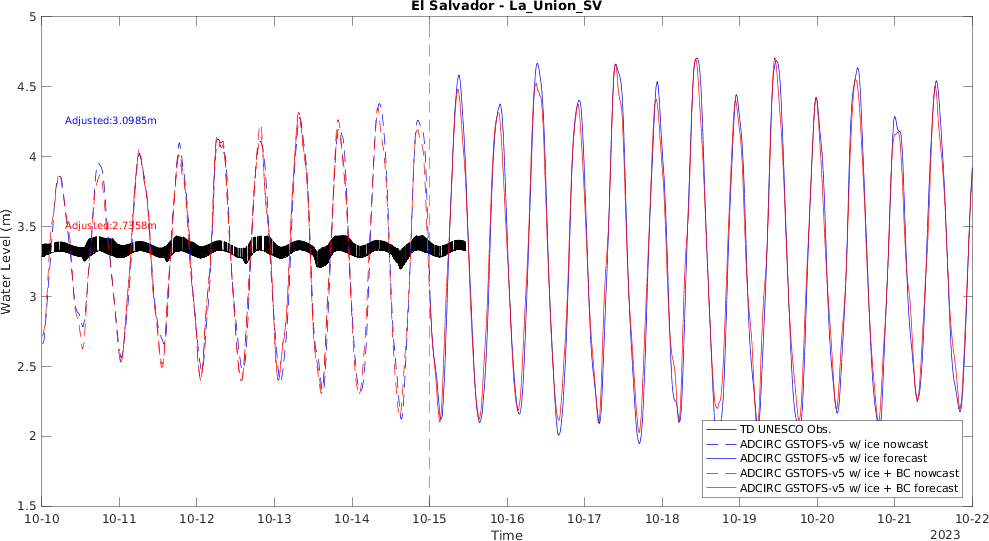 El Salvador - La_Union_SV
Water Level (m)
5
4.5
4
3.5
3
2.5
2
1.5
Adjusted:3.0985m
Adjusted:2.7358m
TD UNESCO Obs.
ADCIRC GSTOFS-v5 w/ ice nowcast
ADCIRC GSTOFS-v5 w/ ice forecast
ADCIRC GSTOFS-v5 w/ ice + BC nowcast
ADCIRC GSTOFS-v5 w/ ice + BC forecast
10-10 10-11 10-12 10-13 10-14 10-15 10-16 10-17 10-18 10-19 10-20 10-21 10-22
Time
2023